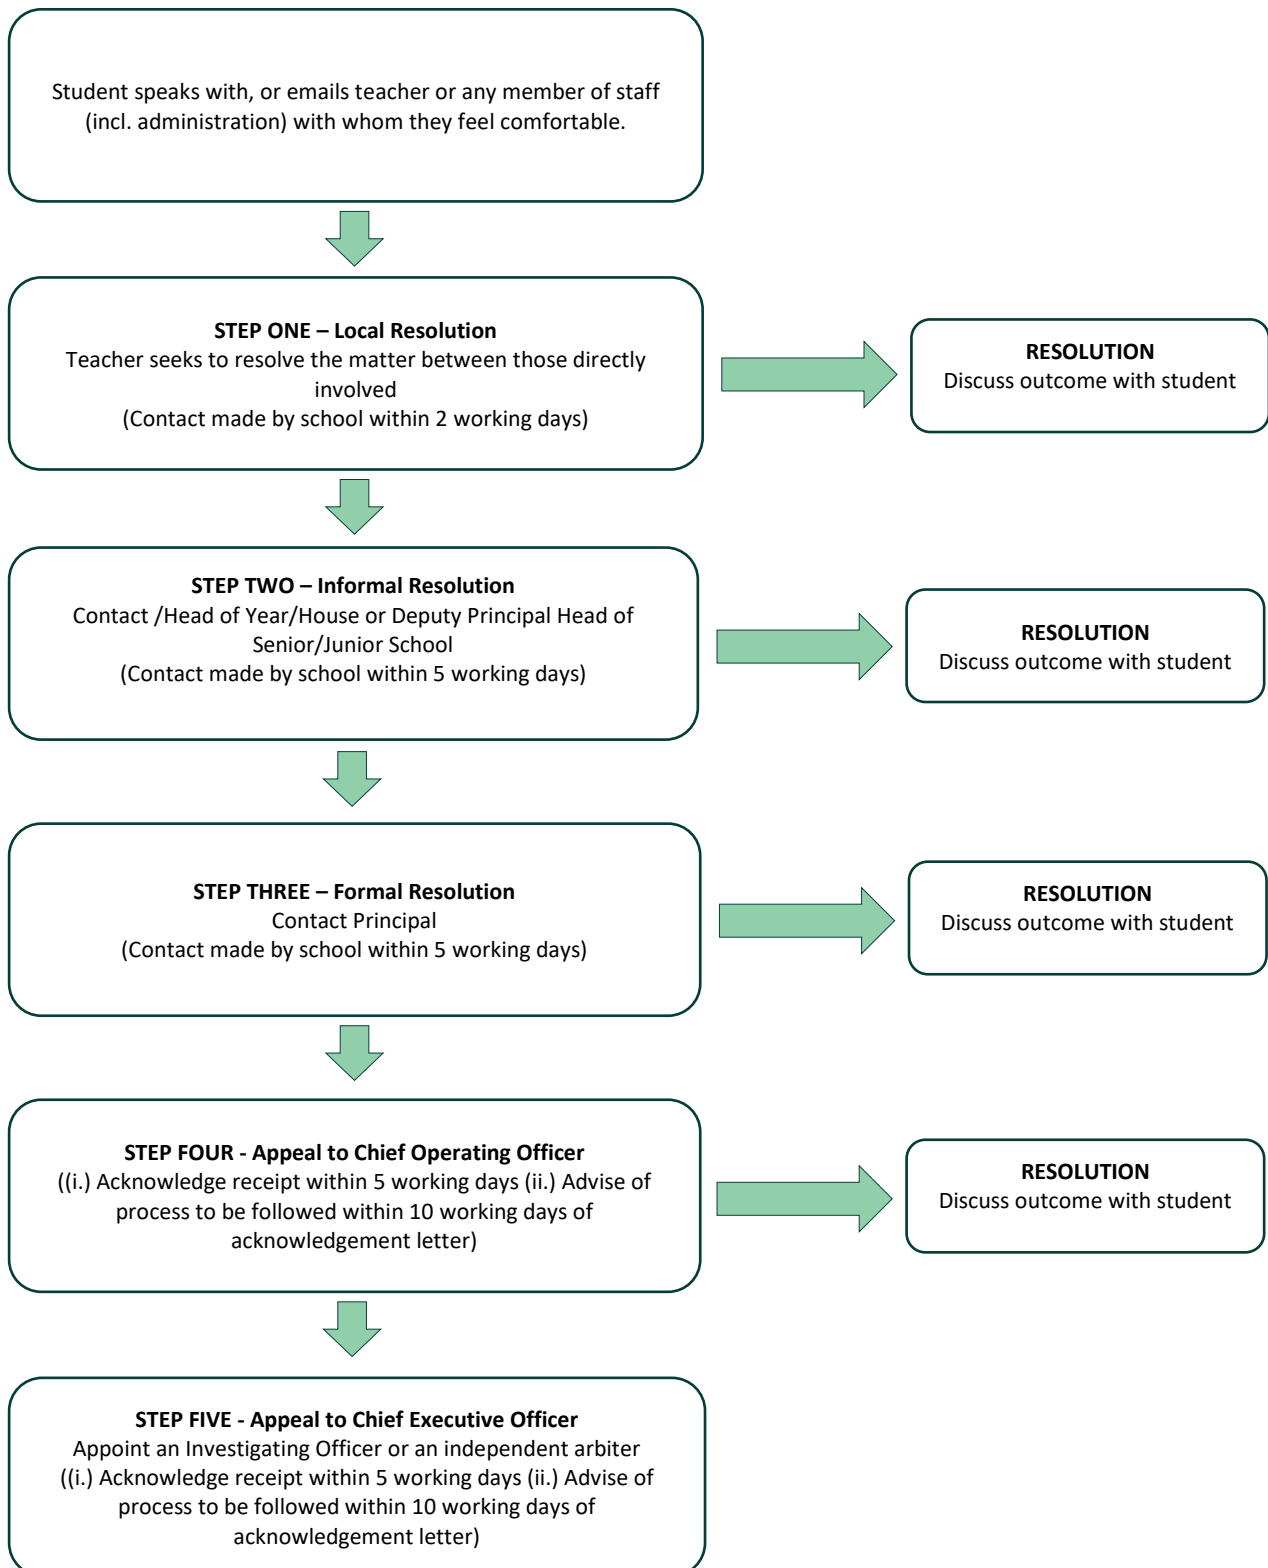 Student speaks with, or emails teacher or any member of staff
(incl. administration) with whom they feel comfortable.
STEP ONE – Local Resolution
Teacher seeks to resolve the matter between those directly
involved
(Contact made by school within 2 working days)
RESOLUTION
Discuss outcome with student
STEP TWO – Informal Resolution
Contact /Head of Year/House or Deputy Principal Head of
Senior/Junior School
(Contact made by school within 5 working days)
RESOLUTION
Discuss outcome with student
STEP THREE – Formal Resolution
Contact Principal
(Contact made by school within 5 working days)
RESOLUTION
Discuss outcome with student
STEP FOUR - Appeal to Chief Operating Officer
((i.) Acknowledge receipt within 5 working days (ii.) Advise of
process to be followed within 10 working days of
acknowledgement letter)
RESOLUTION
Discuss outcome with student
STEP FIVE - Appeal to Chief Executive Officer
Appoint an Investigating Officer or an independent arbiter
((i.) Acknowledge receipt within 5 working days (ii.) Advise of
process to be followed within 10 working days of
acknowledgement letter)